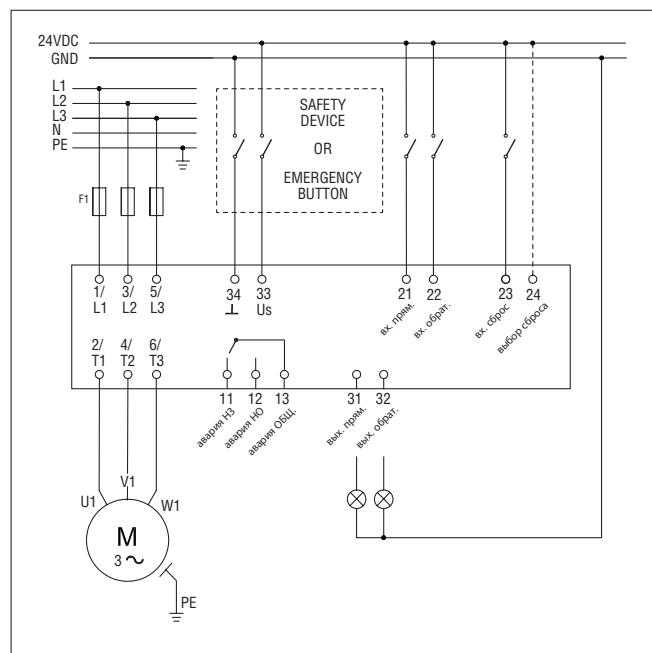 24VDC
GND
L1
L2
L3
N
PE
SAFETY
DEVICE
OR
EMERGENCY
BUTTON
F1
1/
L1
3/
L2
5/
L3
34
⊥
33
Us
21
22
23
24
вх. прям.
вх. обрат.
вх. сброс
выбор сброса
2/
T1
4/
T2
6/
T3
11
12
13
31
32
авария НЗ
авария НО
авария ОБЩ.
вых. прям.
вых. обрат.
U1
V1
W1
M
3 ~
PE